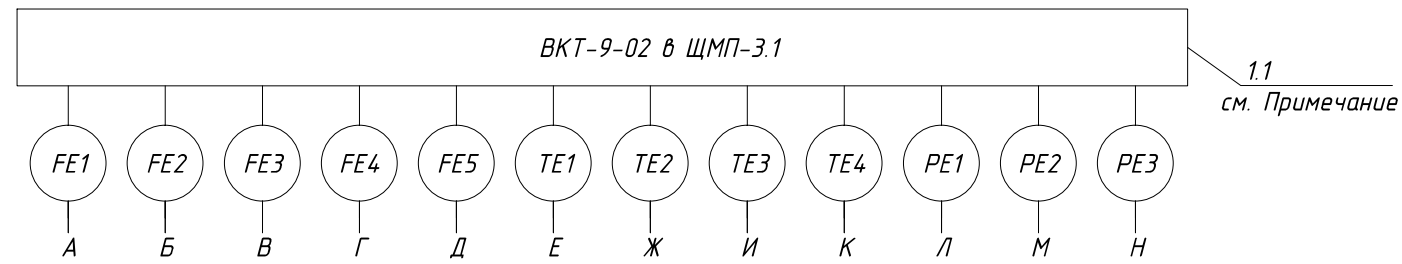 ВКТ-9-02 в ЩМП-3.1
1.1
см. Примечание
FE1 FE2 FE3 FE4 FE5 TE1 TE2 TE3 TE4 PE1 PE2 PE3
А Б В Г Д Е Ж И К Л М Н